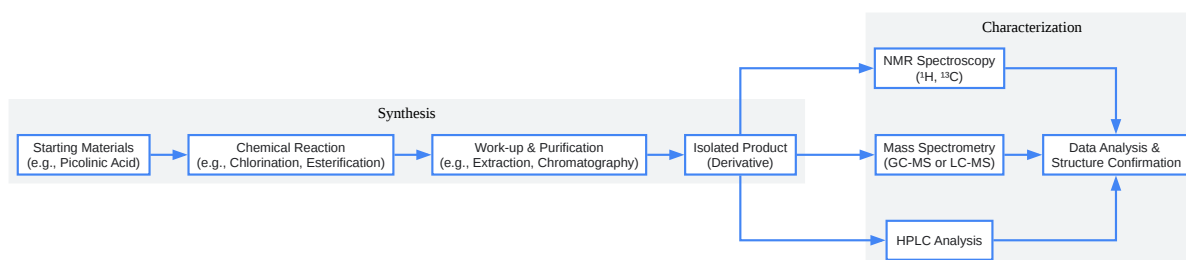 Synthesis
Starting Materials
(e.g., Picolinic Acid)
Chemical Reaction
(e.g., Chlorination, Esterification)
Work-up & Purification
(e.g., Extraction, Chromatography)
Isolated Product
(Derivative)
Characterization
NMR Spectroscopy
(¹H, ¹³C)
Mass Spectrometry
(GC-MS or LC-MS)
HPLC Analysis
Data Analysis &
Structure Confirmation